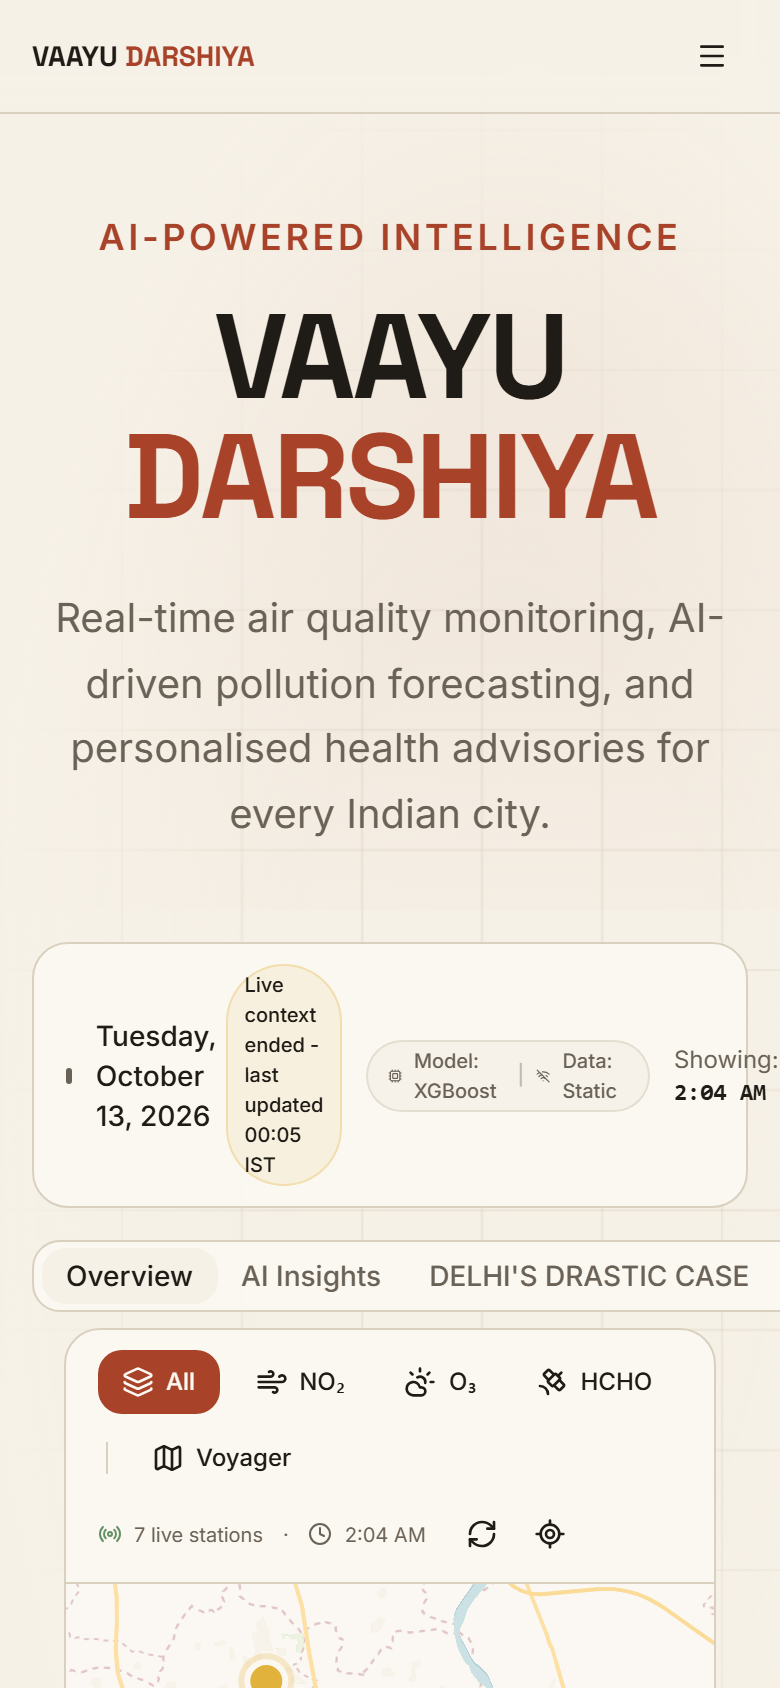 VAAYU DARSHIYA
AI-POWERED INTELLIGENCE
VAAYU
DARSHIYA
Real-time air quality monitoring, AI-
driven pollution forecasting, and
personalised health advisories for
every Indian city.
Tuesday,
October
13, 2026
Live
context
ended -
last
updated
00:05
IST
Model:
XGBoost
Data:
Static
Showing:
2:04 AM
Overview AI Insights DELHI'S DRASTIC CASE
All NO₂ O₃ HCHO
Voyager
7 live stations · 2:04 AM